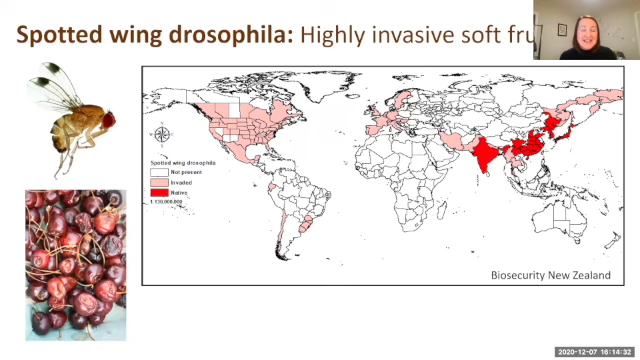 Spotted wing drosophila: Highly invasive soft fru
Spotted wing drosophila
Not present
Invaded
Native
1:130,000,000
Biosecurity New Zealand
2020-12-07 16:14:32